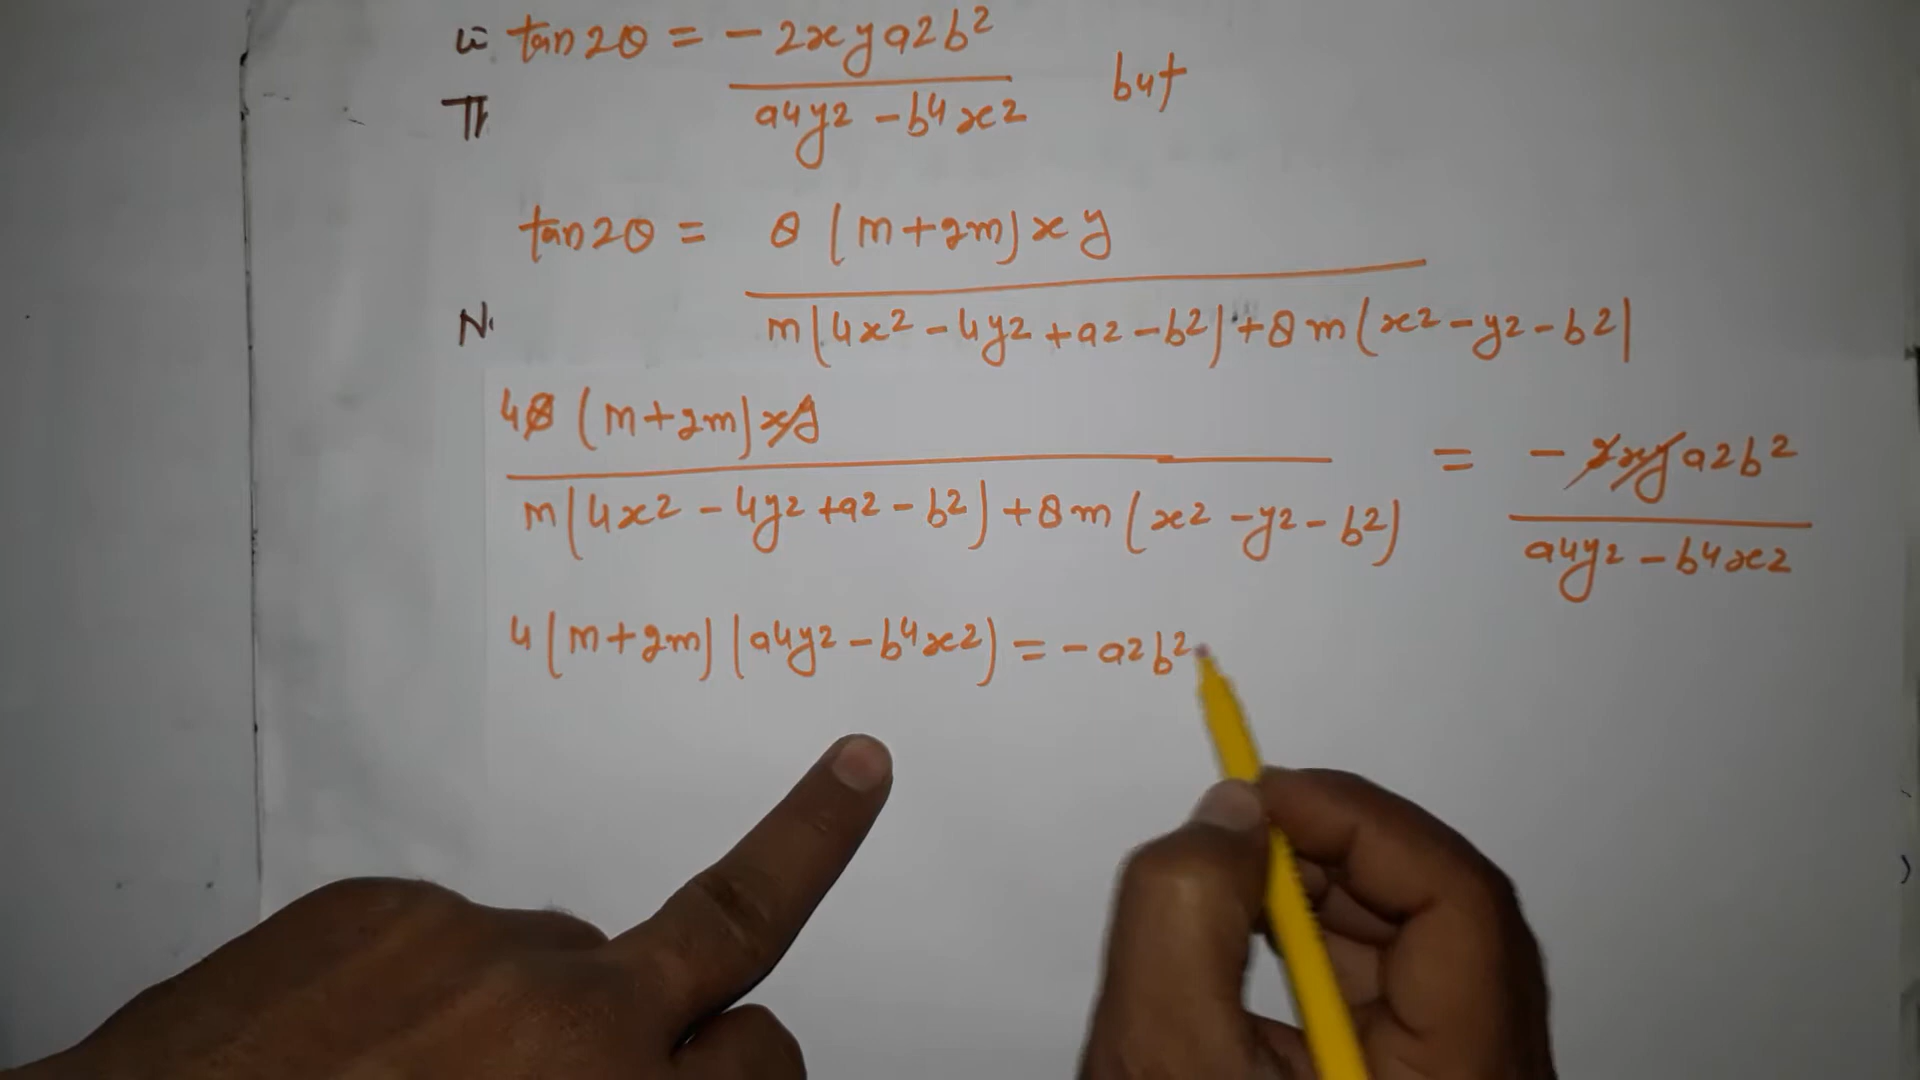 tan2θ = -2xya2b2
a4y2 - b4x2
but
tan2θ = 8(m+2m)xy
m(4x2 - 4y2 + a2 - b2) + 8m(x2 - y2 - b2)
48(m+2m)xy = -2xya2b2
m(4x2 - 4y2 + a2 - b2) + 8m(x2 - y2 - b2) a4y2 - b4x2
4(m+2m)(a4y2 - b4x2) = -a2b2